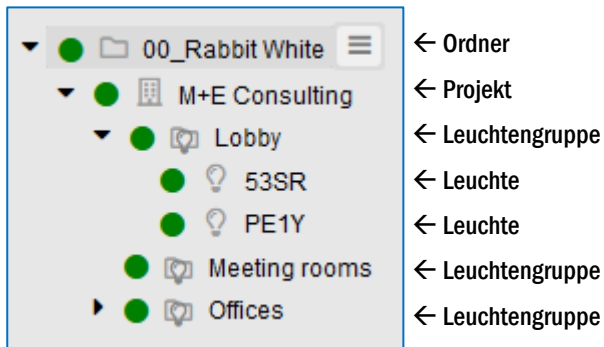 00_Rabbit White ← Ordner
M+E Consulting ← Projekt
Lobby ← Leuchtengruppe
53SR ← Leuchte
PE1Y ← Leuchte
Meeting rooms ← Leuchtengruppe
Offices ← Leuchtengruppe